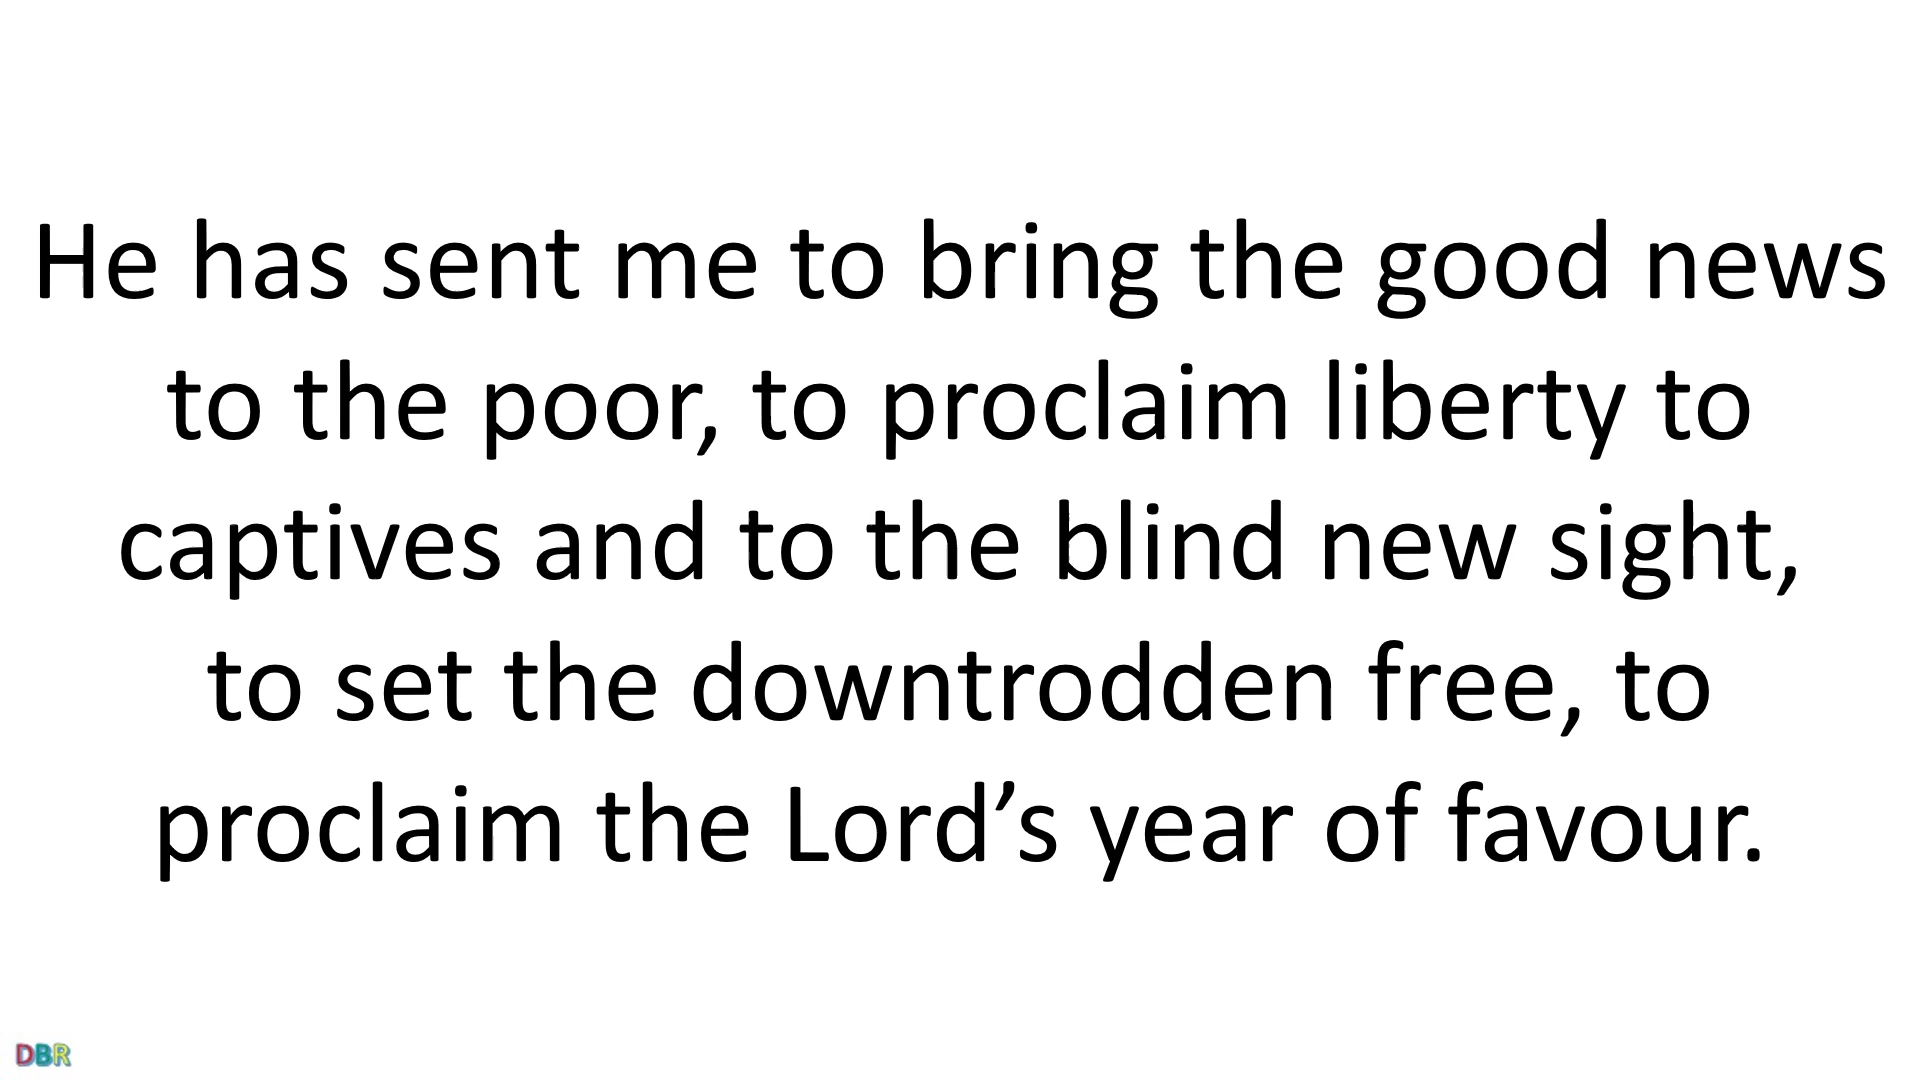 He has sent me to bring the good news
to the poor, to proclaim liberty to
captives and to the blind new sight,
to set the downtrodden free, to
proclaim the Lord’s year of favour.
DBR